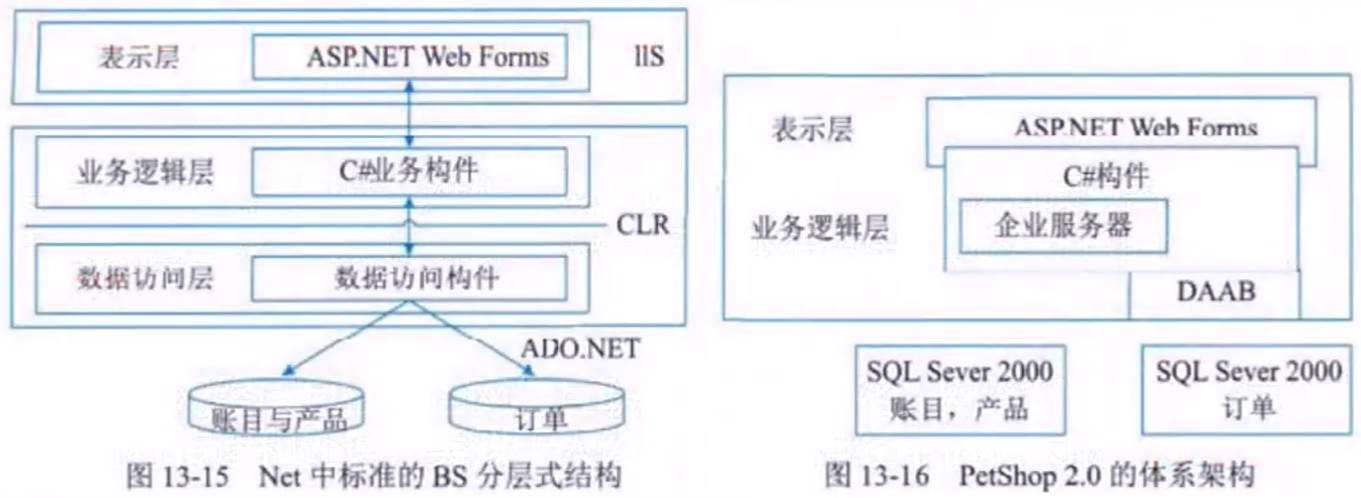 表示层 ASP.NET Web Forms IIS
业务逻辑层 C#业务构件
CLR
数据访问层 数据访问构件
ADO.NET
账目与产品 订单
图 13-15 Net 中标准的 BS 分层式结构
表示层 ASP.NET Web Forms
C#构件
业务逻辑层 企业服务器
DAAB
SQL Sever 2000
账目，产品
SQL Sever 2000
订单
图 13-16 PetShop 2.0 的体系架构